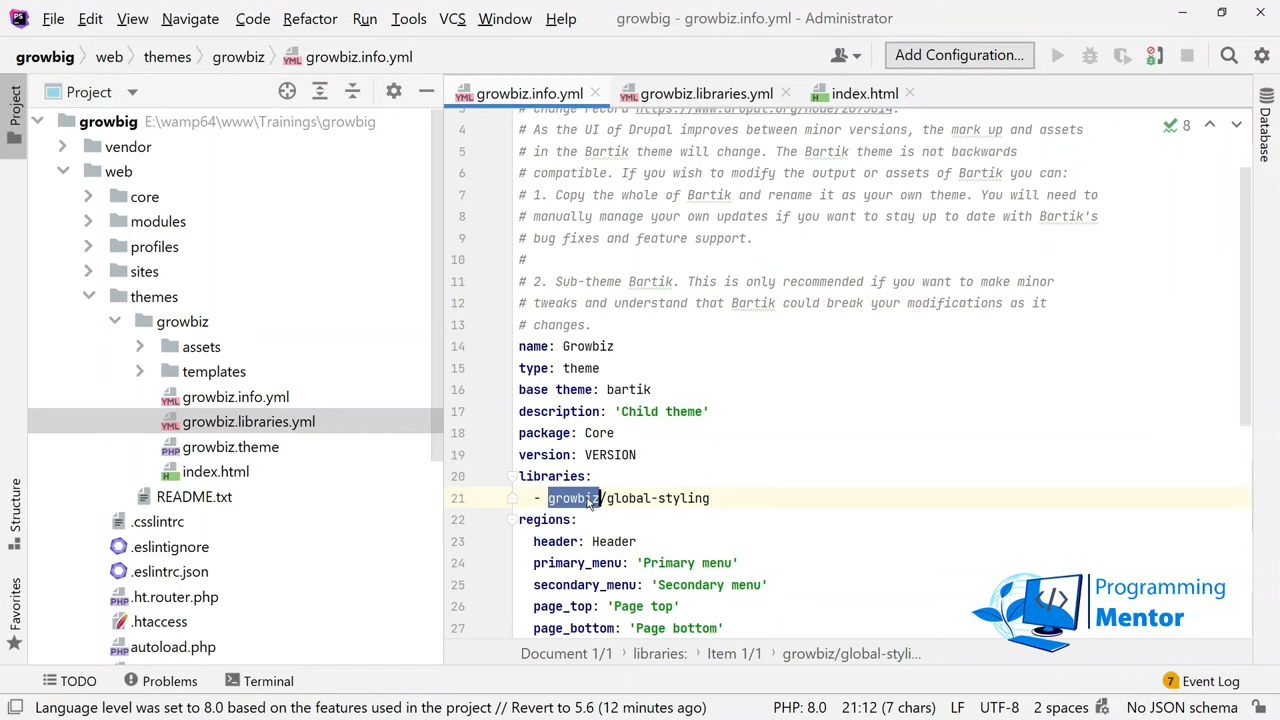 File Edit View Navigate Code Refactor Run Tools VCS Window Help growbig - growbiz.info.yml - Administrator
growbig web themes growbiz growbiz.info.yml Add Configuration...
Project growbiz.info.yml growbiz.libraries.yml index.html
Project
Database
Structure
Favorites
growbig E:\wamp64\www\Trainings\growbig
vendor
web
core
modules
profiles
sites
themes
growbiz
assets
templates
growbiz.info.yml
growbiz.libraries.yml
growbiz.theme
index.html
README.txt
.csslintrc
.eslintignore
.eslintrc.json
.ht.router.php
.htaccess
autoload.php
8
3 # change record https://www.drupal.org/node/2873814.
4 # As the UI of Drupal improves between minor versions, the mark up and assets
5 # in the Bartik theme will change. The Bartik theme is not backwards
6 # compatible. If you wish to modify the output or assets of Bartik you can:
7 # 1. Copy the whole of Bartik and rename it as your own theme. You will need to
8 # manually manage your own updates if you want to stay up to date with Bartik's
9 # bug fixes and feature support.
10 #
11 # 2. Sub-theme Bartik. This is only recommended if you want to make minor
12 # tweaks and understand that Bartik could break your modifications as it
13 # changes.
14 name: Growbiz
15 type: theme
16 base theme: bartik
17 description: 'Child theme'
18 package: Core
19 version: VERSION
20 libraries:
21 - growbiz/global-styling
22 regions:
23 header: Header
24 primary_menu: 'Primary menu'
25 secondary_menu: 'Secondary menu'
26 page_top: 'Page top'
27 page_bottom: 'Page bottom'
Programming
Mentor
Document 1/1 libraries: Item 1/1 growbiz/global-styli...
TODO Problems Terminal 7 Event Log
Language level was set to 8.0 based on the features used in the project // Revert to 5.6 (12 minutes ago) PHP: 8.0 21:12 (7 chars) LF UTF-8 2 spaces No JSON schema